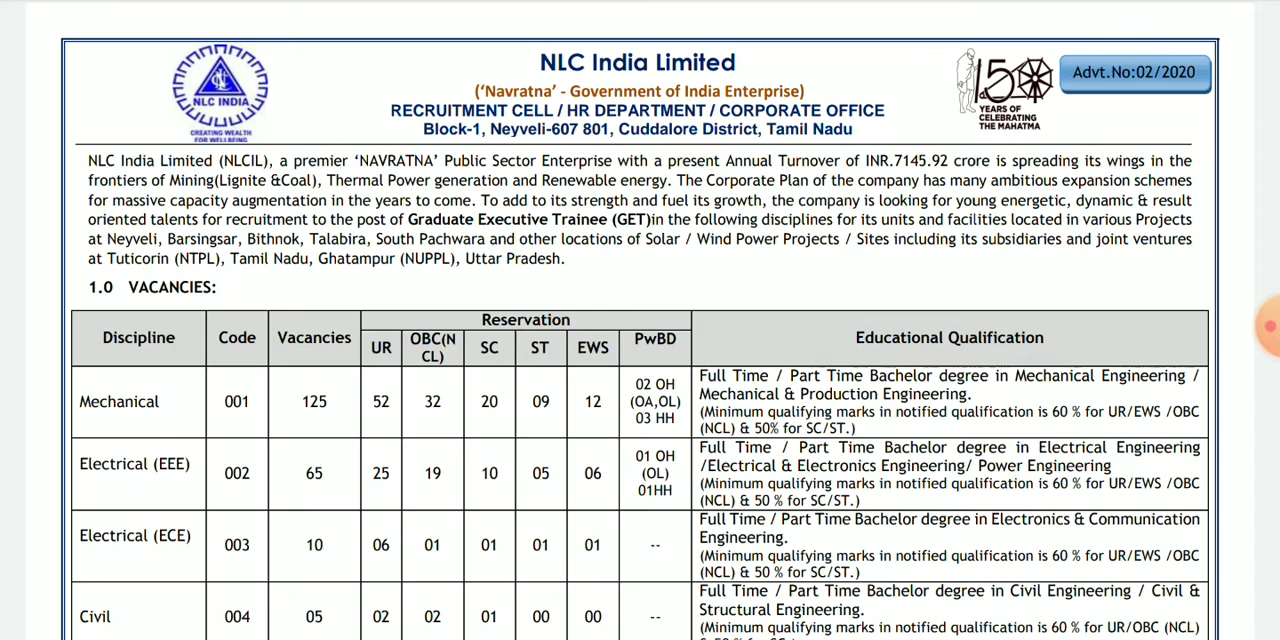 NLC India Limited
Advt.No:02/2020
(‘Navratna’ - Government of India Enterprise)
RECRUITMENT CELL / HR DEPARTMENT / CORPORATE OFFICE
Block-1, Neyveli-607 801, Cuddalore District, Tamil Nadu
NLC INDIA
CREATING WEALTH
FOR WELLBEING
150
YEARS OF
CELEBRATING
THE MAHATMA
NLC India Limited (NLCIL), a premier ‘NAVRATNA’ Public Sector Enterprise with a present Annual Turnover of INR.7145.92 crore is spreading its wings in the
frontiers of Mining(Lignite &Coal), Thermal Power generation and Renewable energy. The Corporate Plan of the company has many ambitious expansion schemes
for massive capacity augmentation in the years to come. To add to its strength and fuel its growth, the company is looking for young energetic, dynamic & result
oriented talents for recruitment to the post of Graduate Executive Trainee (GET)in the following disciplines for its units and facilities located in various Projects
at Neyveli, Barsingsar, Bithnok, Talabira, South Pachwara and other locations of Solar / Wind Power Projects / Sites including its subsidiaries and joint ventures
at Tuticorin (NTPL), Tamil Nadu, Ghatampur (NUPPL), Uttar Pradesh.
1.0 VACANCIES:
Discipline Code Vacancies Reservation Educational Qualification
UR OBC(N
CL) SC ST EWS PwBD
Mechanical 001 125 52 32 20 09 12
02 OH
(OA,OL)
03 HH
Full Time / Part Time Bachelor degree in Mechanical Engineering /
Mechanical & Production Engineering.
(Minimum qualifying marks in notified qualification is 60 % for UR/EWS /OBC
(NCL) & 50% for SC/ST.)
Electrical (EEE) 002 65 25 19 10 05 06
01 OH
(OL)
01HH
Full Time / Part Time Bachelor degree in Electrical Engineering
/Electrical & Electronics Engineering/ Power Engineering
(Minimum qualifying marks in notified qualification is 60 % for UR/EWS /OBC
(NCL) & 50 % for SC/ST.)
Electrical (ECE) 003 10 06 01 01 01 01 --
Full Time / Part Time Bachelor degree in Electronics & Communication
Engineering.
(Minimum qualifying marks in notified qualification is 60 % for UR/EWS /OBC
(NCL) & 50 % for SC/ST.)
Civil 004 05 02 02 01 00 00 --
Full Time / Part Time Bachelor degree in Civil Engineering / Civil &
Structural Engineering.
(Minimum qualifying marks in notified qualification is 60% for UR/OBC (NCL)